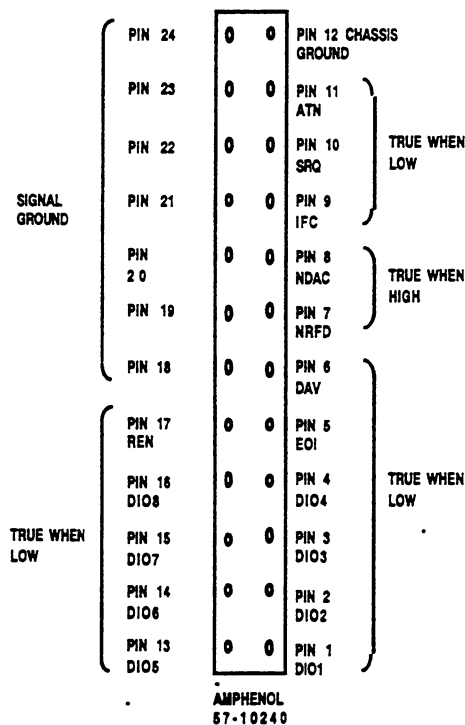 PIN 24
PIN 12 CHASSIS
GROUND
PIN 23
PIN 11
ATN
PIN 22
PIN 10
SRQ
TRUE WHEN
LOW
SIGNAL
GROUND
PIN 21
PIN 9
IFC
PIN
20
PIN 8
NDAC
TRUE WHEN
HIGH
PIN 19
PIN 7
NRFD
PIN 18
PIN 6
DAV
PIN 17
REN
PIN 5
EOI
PIN 16
DIO8
PIN 4
DIO4
TRUE WHEN
LOW
TRUE WHEN
LOW
PIN 15
DIO7
PIN 3
DIO3
PIN 14
DIO6
PIN 2
DIO2
PIN 13
DIO5
PIN 1
DIO1
AMPHENOL
57-10240